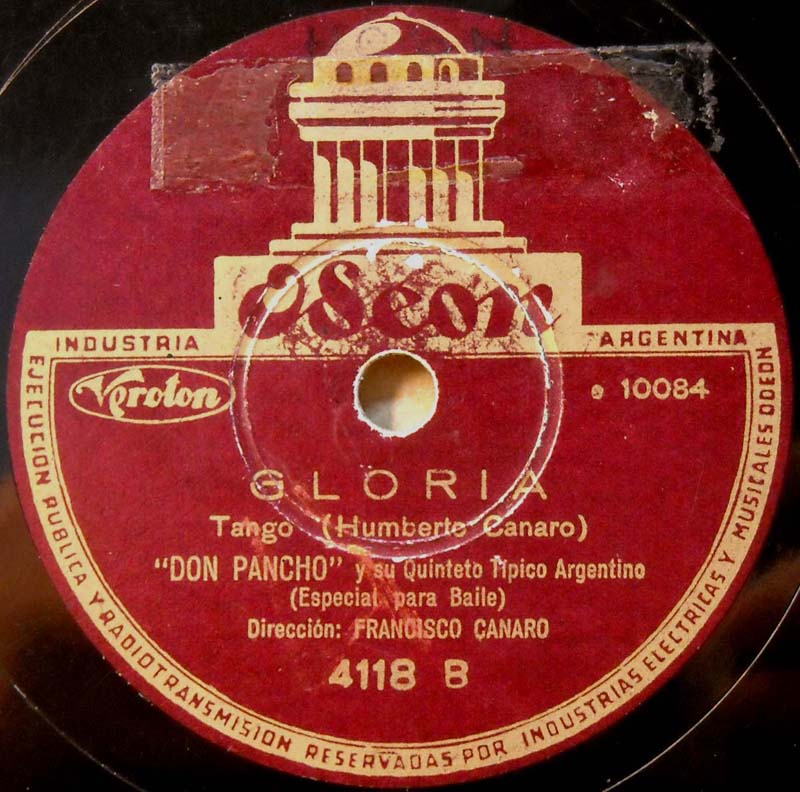 Odeon
INDUSTRIA ARGENTINA
Veroton
e 10084
GLORIA
Tango (Humberto Canaro)
"DON PANCHO" y su Quinteto Tipico Argentino
(Especial para Baile)
Dirección: FRANCISCO CANARO
4118 B
EJECUCION PUBLICA Y RADIOTRANSMISION RESERVADAS POR INDUSTRIAS ELECTRICAS Y MUSICALES ODEON